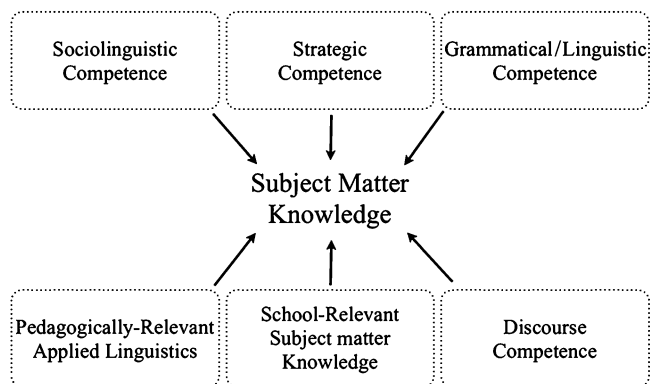 Sociolinguistic
Competence
Strategic
Competence
Grammatical/Linguistic
Competence
Subject Matter
Knowledge
Pedagogically-Relevant
Applied Linguistics
School-Relevant
Subject matter
Knowledge
Discourse
Competence